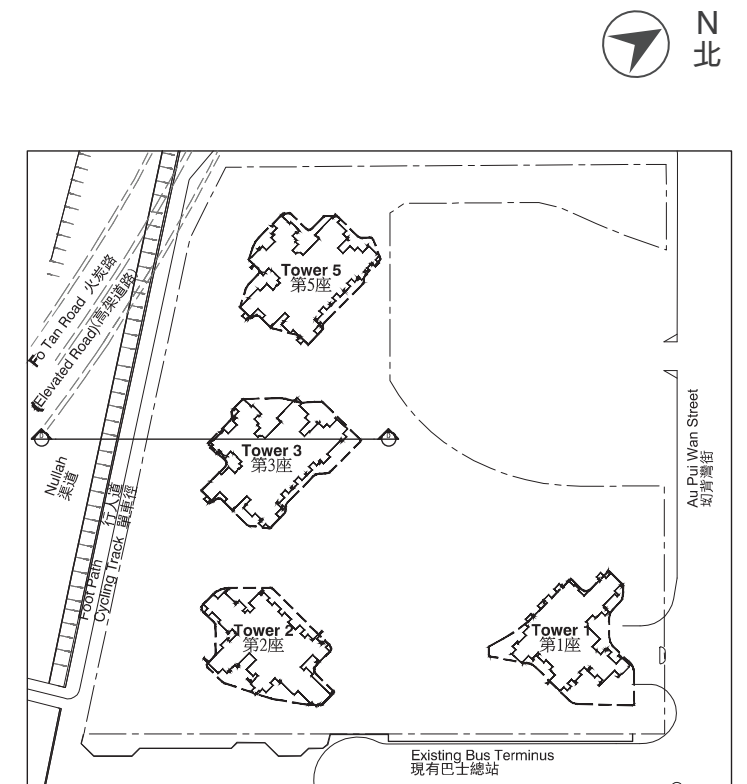 N
北
Tower 5
第5座
Fo Tan Road 火炭路
(Elevated Road)(高架道路)
Tower 3
第3座
Nullah
渠道
行人道
單車徑
Foot Path
Cycling Track
Au Pui Wan Street
坳背灣街
Tower 2
第2座
Tower 1
第1座
Existing Bus Terminus
現有巴士總站